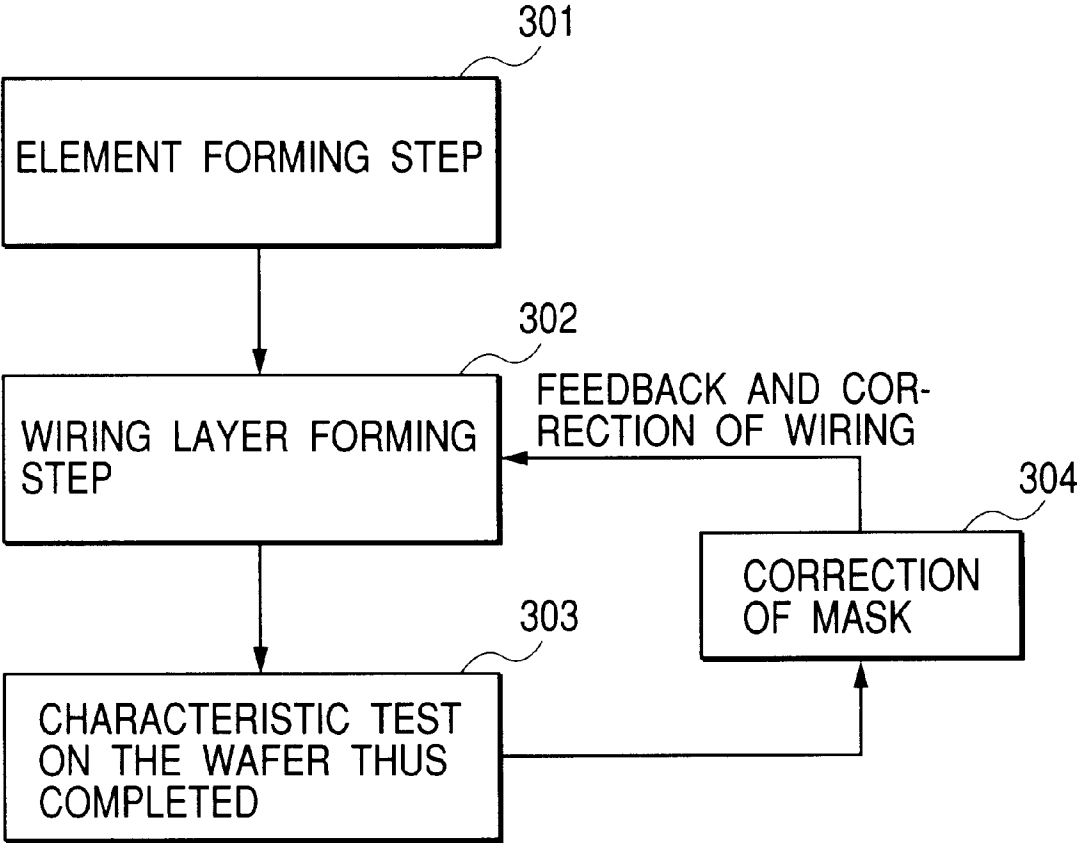 301
ELEMENT FORMING STEP
302
WIRING LAYER FORMING
STEP
FEEDBACK AND COR-
RECTION OF WIRING
304
CORRECTION
OF MASK
303
CHARACTERISTIC TEST
ON THE WAFER THUS
COMPLETED